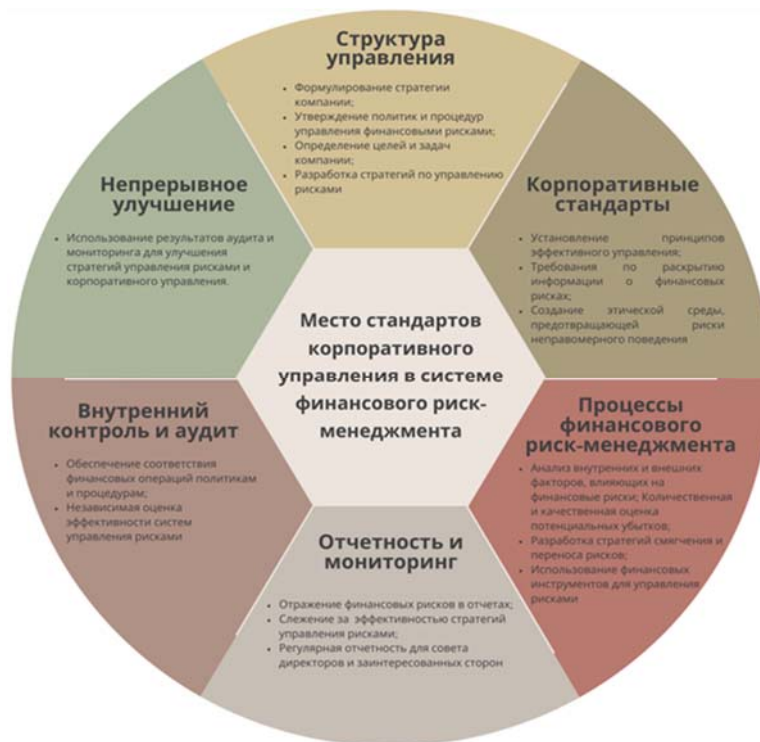 Структура
управления
• Формулирование стратегии
компании;
• Утверждение политик и процедур
управления финансовыми рисками;
• Определение целей и задач
компании;
• Разработка стратегий по управлению
рисками
Корпоративные
стандарты
• Установление принципов
эффективного управления;
• Требования по раскрытию
информации о финансовых
рисках;
• Создание этической среды,
предотвращающей риски
неправомерного поведения
Процессы
финансового
риск-менеджмента
• Анализ внутренних и внешних
факторов, влияющих на
финансовые риски; Количественная
и качественная оценка
потенциальных убытков;
• Разработка стратегий смягчения и
переноса рисков;
• Использование финансовых
инструментов для управления
рисками
Отчетность и
мониторинг
• Отражение финансовых рисков в отчетах;
• Слежение за эффективностью стратегий
управления рисками;
• Регулярная отчетность для совета
директоров и заинтересованных сторон
Внутренний
контроль и аудит
• Обеспечение соответствия
финансовых операций политикам
и процедурам;
• Независимая оценка
эффективности систем
управления рисками
Непрерывное
улучшение
• Использование результатов аудита и
мониторинга для улучшения
стратегий управления рисками и
корпоративного управления.
Место стандартов
корпоративного
управления в системе
финансового риск-
менеджмента